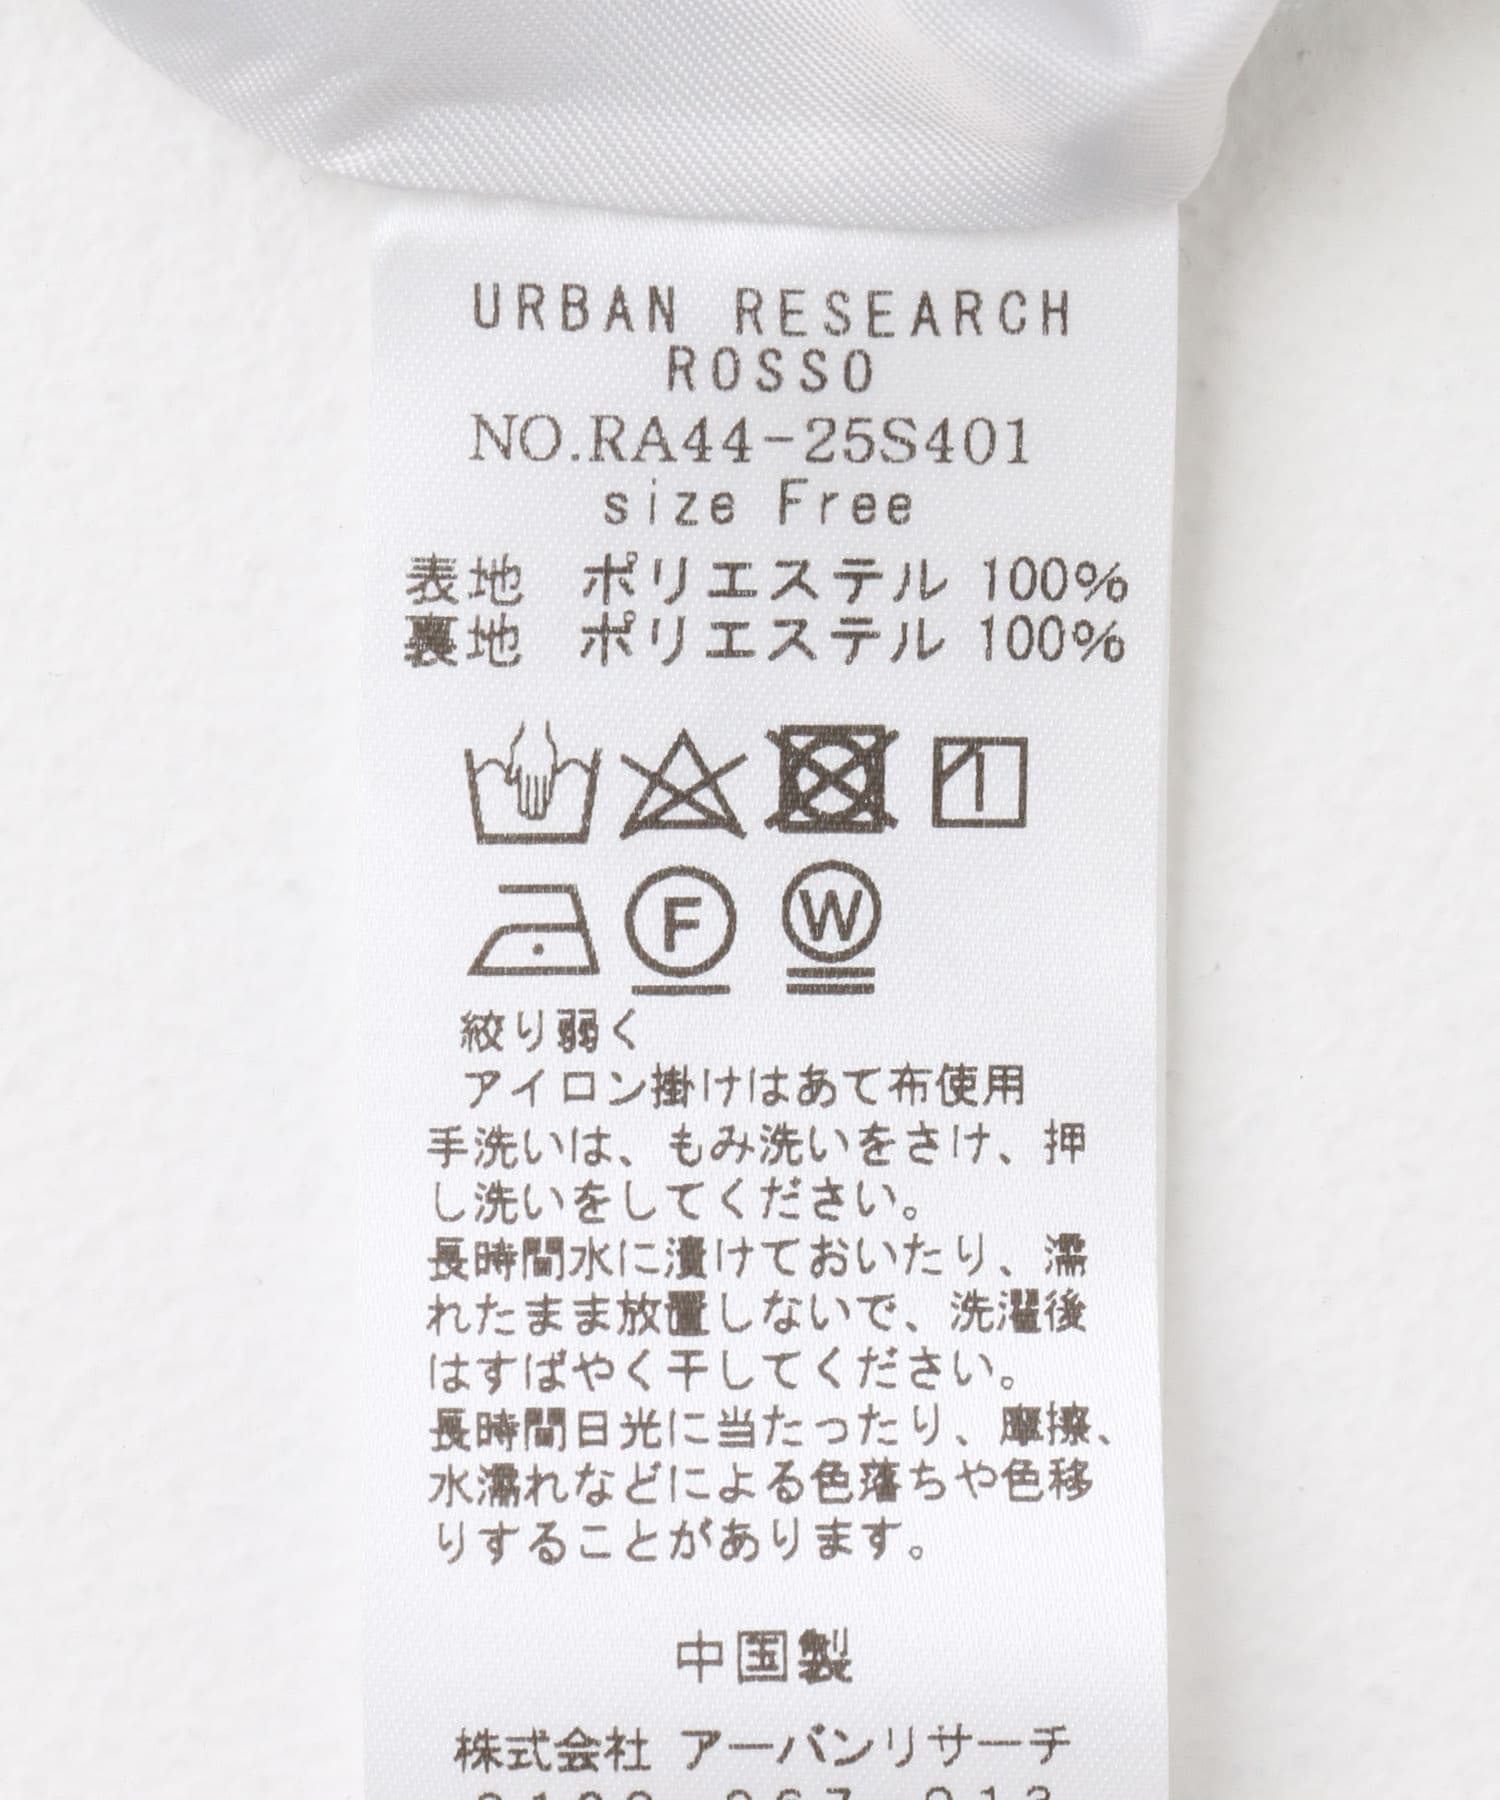 URBAN RESEARCH
ROSSO
NO.RA44-25S401
size Free
表地 ポリエステル 100%
裏地 ポリエステル 100%
F W
絞り弱く
アイロン掛けはあて布使用
手洗いは、もみ洗いをさけ、押
し洗いをしてください。
長時間水に漬けておいたり、濡
れたまま放置しないで、洗濯後
はすばやく干してください。
長時間日光に当たったり、摩擦、
水濡れなどによる色落ちや色移
りすることがあります。
中国製
株式会社 アーバンリサーチ